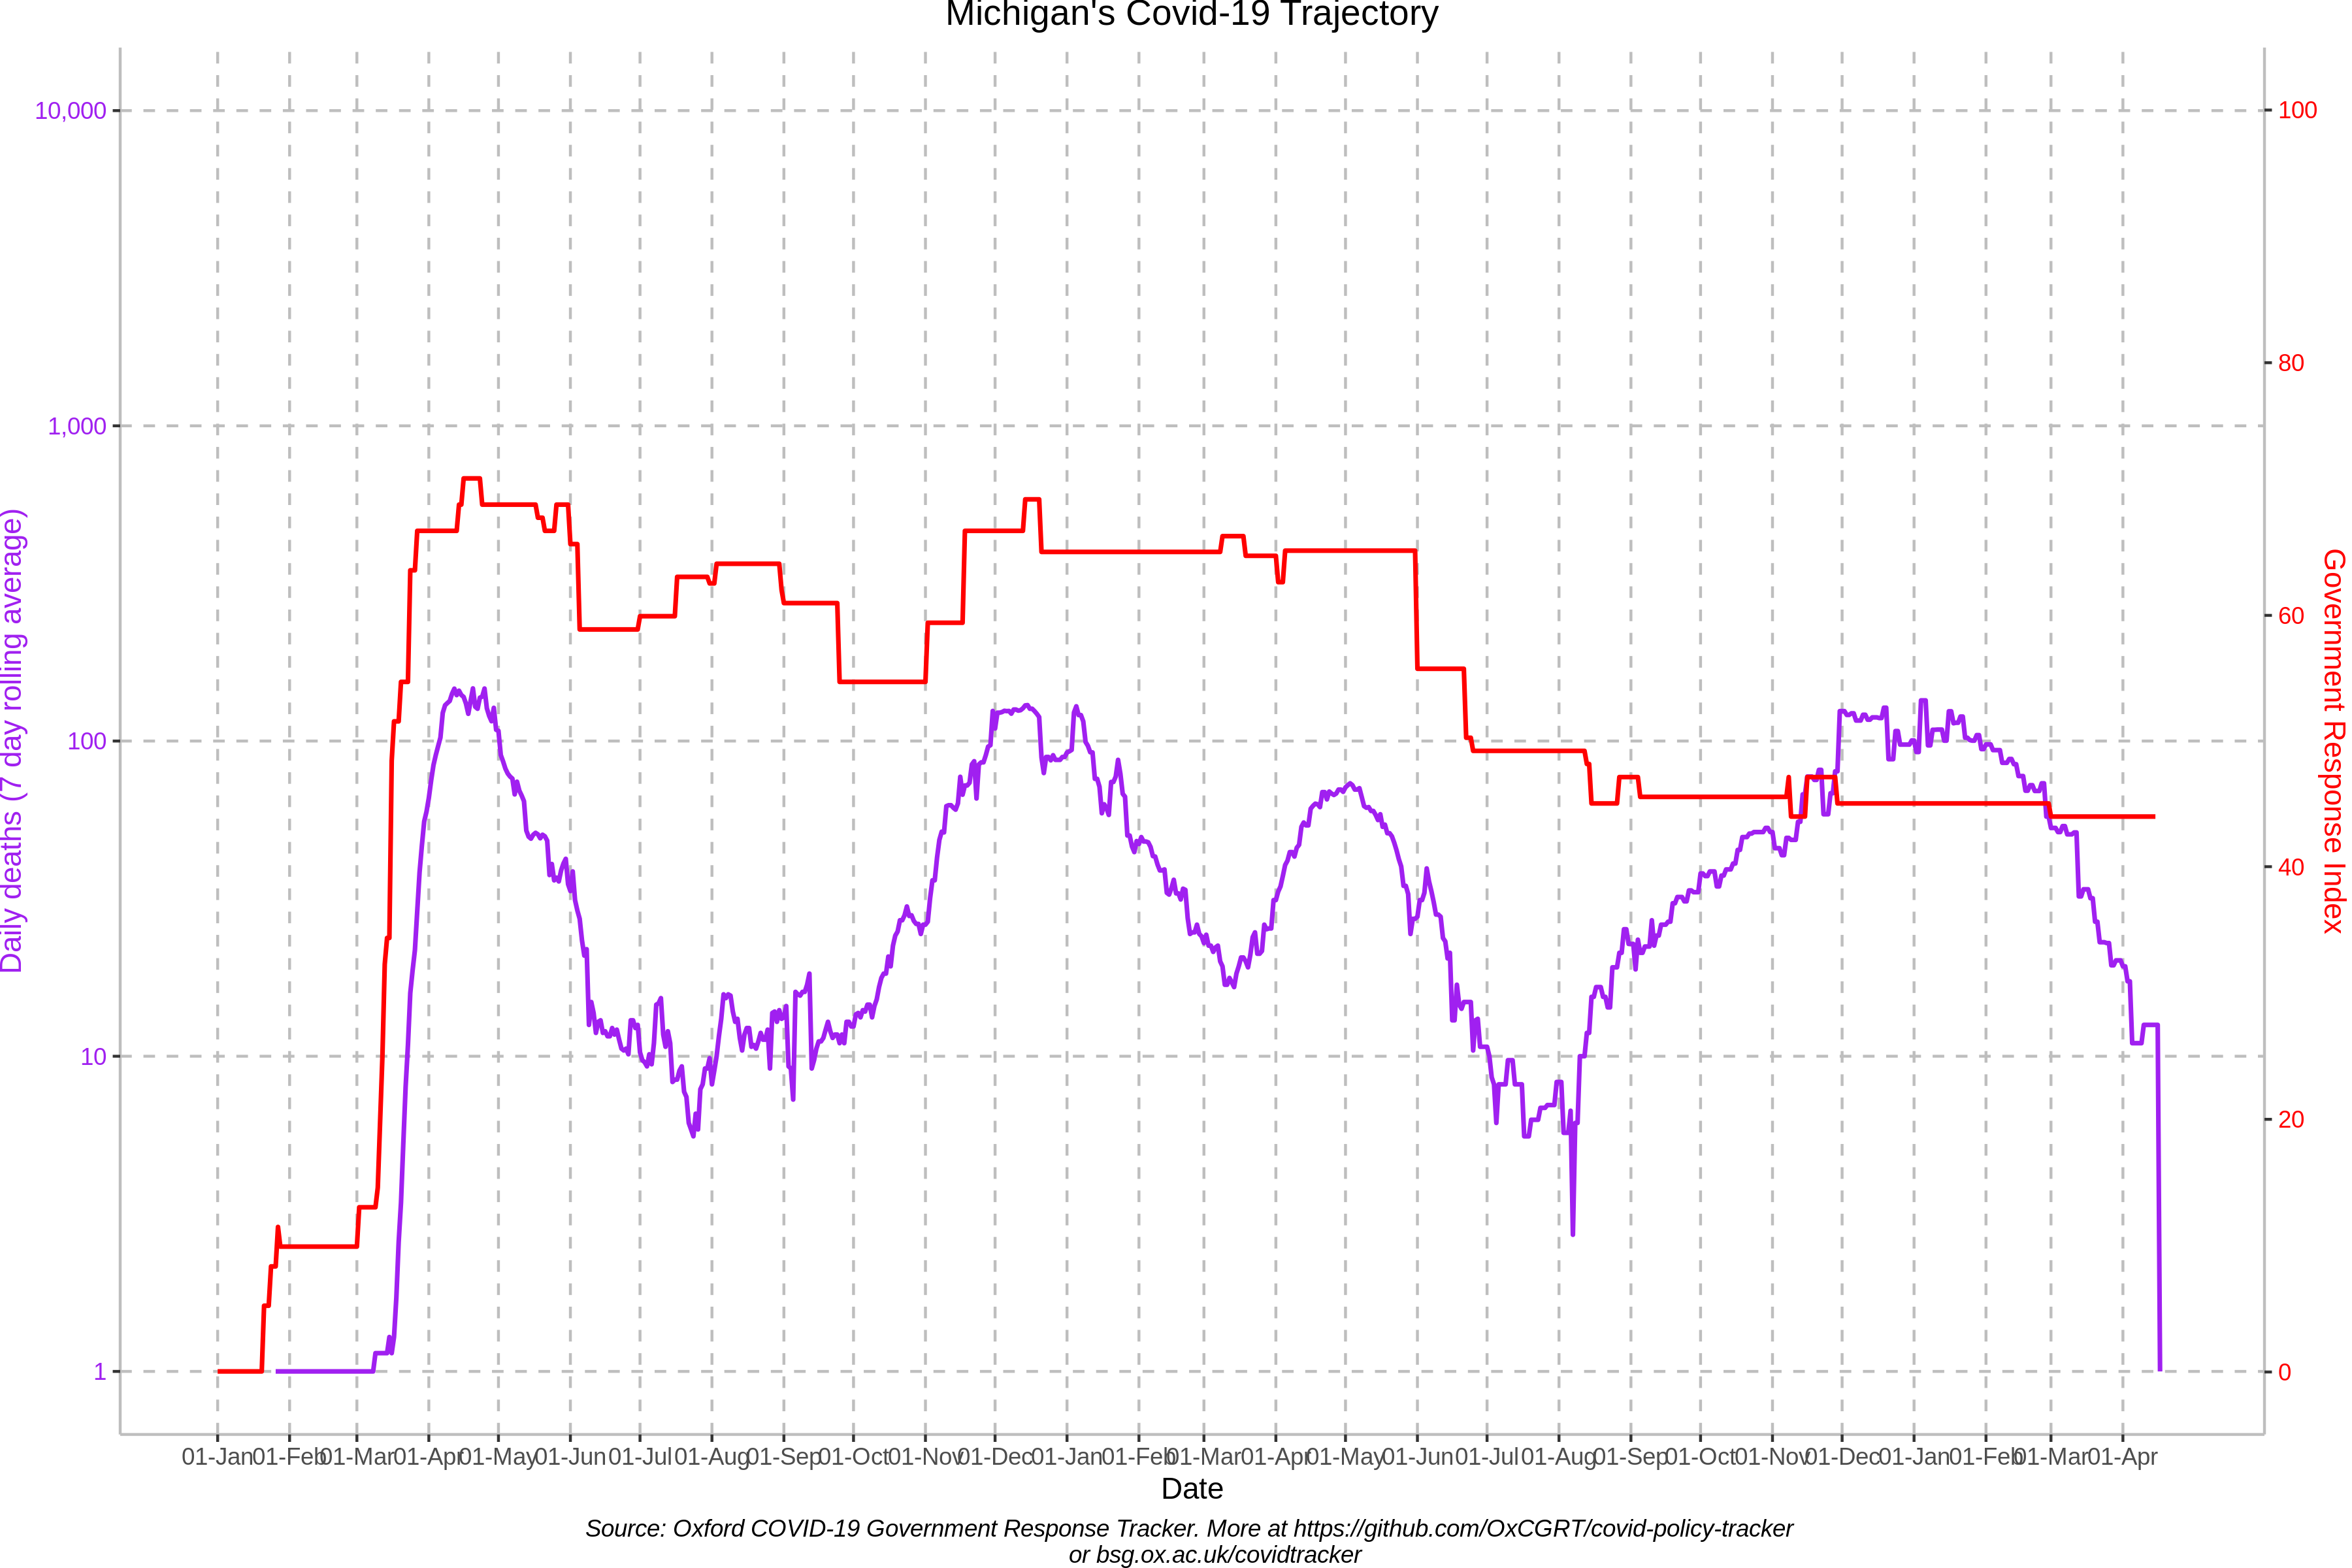 Michigan's Covid-19 Trajectory
10,000
1,000
100
10
1
Daily deaths (7 day rolling average)
100
80
60
40
20
0
Government Response Index
01-Jan 01-Feb 01-Mar 01-Apr 01-May 01-Jun 01-Jul 01-Aug 01-Sep 01-Oct 01-Nov 01-Dec 01-Jan 01-Feb 01-Mar 01-Apr 01-May 01-Jun 01-Jul 01-Aug 01-Sep 01-Oct 01-Nov 01-Dec 01-Jan 01-Feb 01-Mar 01-Apr
Date
Source: Oxford COVID-19 Government Response Tracker. More at https://github.com/OxCGRT/covid-policy-tracker
or bsg.ox.ac.uk/covidtracker